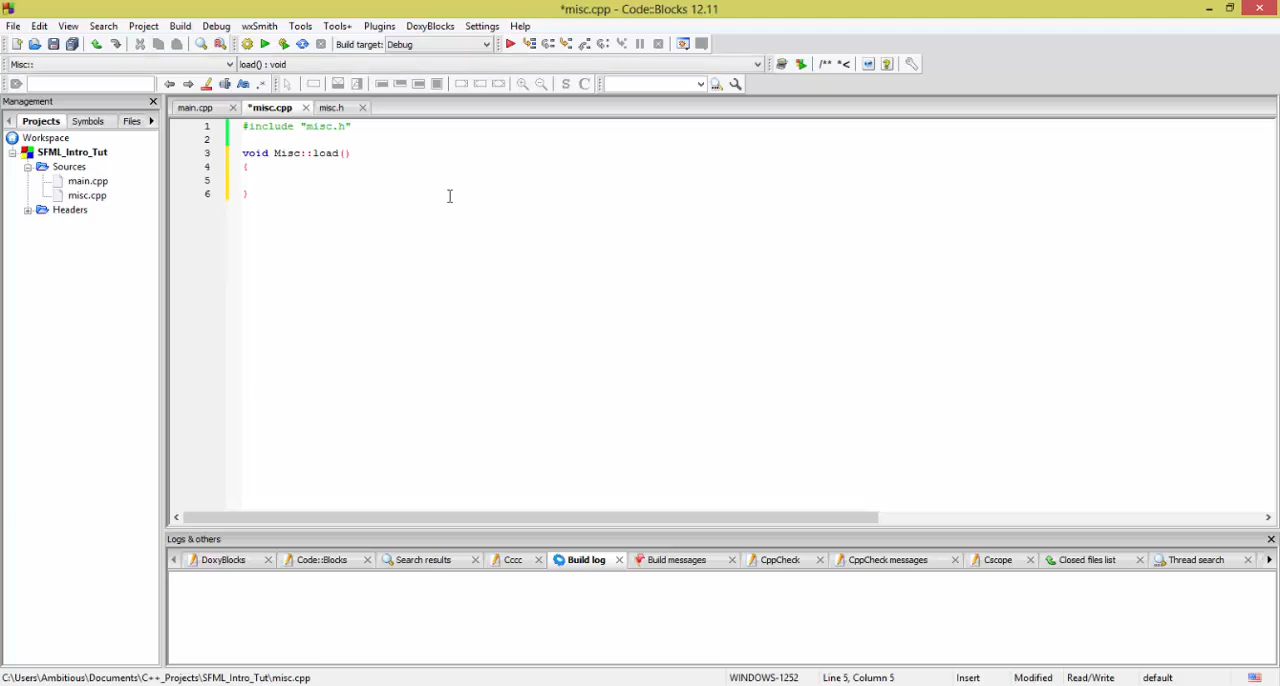 *misc.cpp - Code::Blocks 12.11
File Edit View Search Project Build Debug wxSmith Tools Tools+ Plugins DoxyBlocks Settings Help
Build target: Debug
Misc:: load() : void
/** *<
Aa .* S C
Management
main.cpp *misc.cpp misc.h
Projects Symbols Files
Workspace
SFML_Intro_Tut
Sources
main.cpp
misc.cpp
Headers
1 #include "misc.h"
2
3 void Misc::load()
4 {
5
6 }
Logs & others
DoxyBlocks Code::Blocks Search results Cccc Build log Build messages CppCheck CppCheck messages Cscope Closed files list Thread search
C:\Users\Ambitious\Documents\C++_Projects\SFML_Intro_Tut\misc.cpp WINDOWS-1252 Line 5, Column 5 Insert Modified Read/Write default